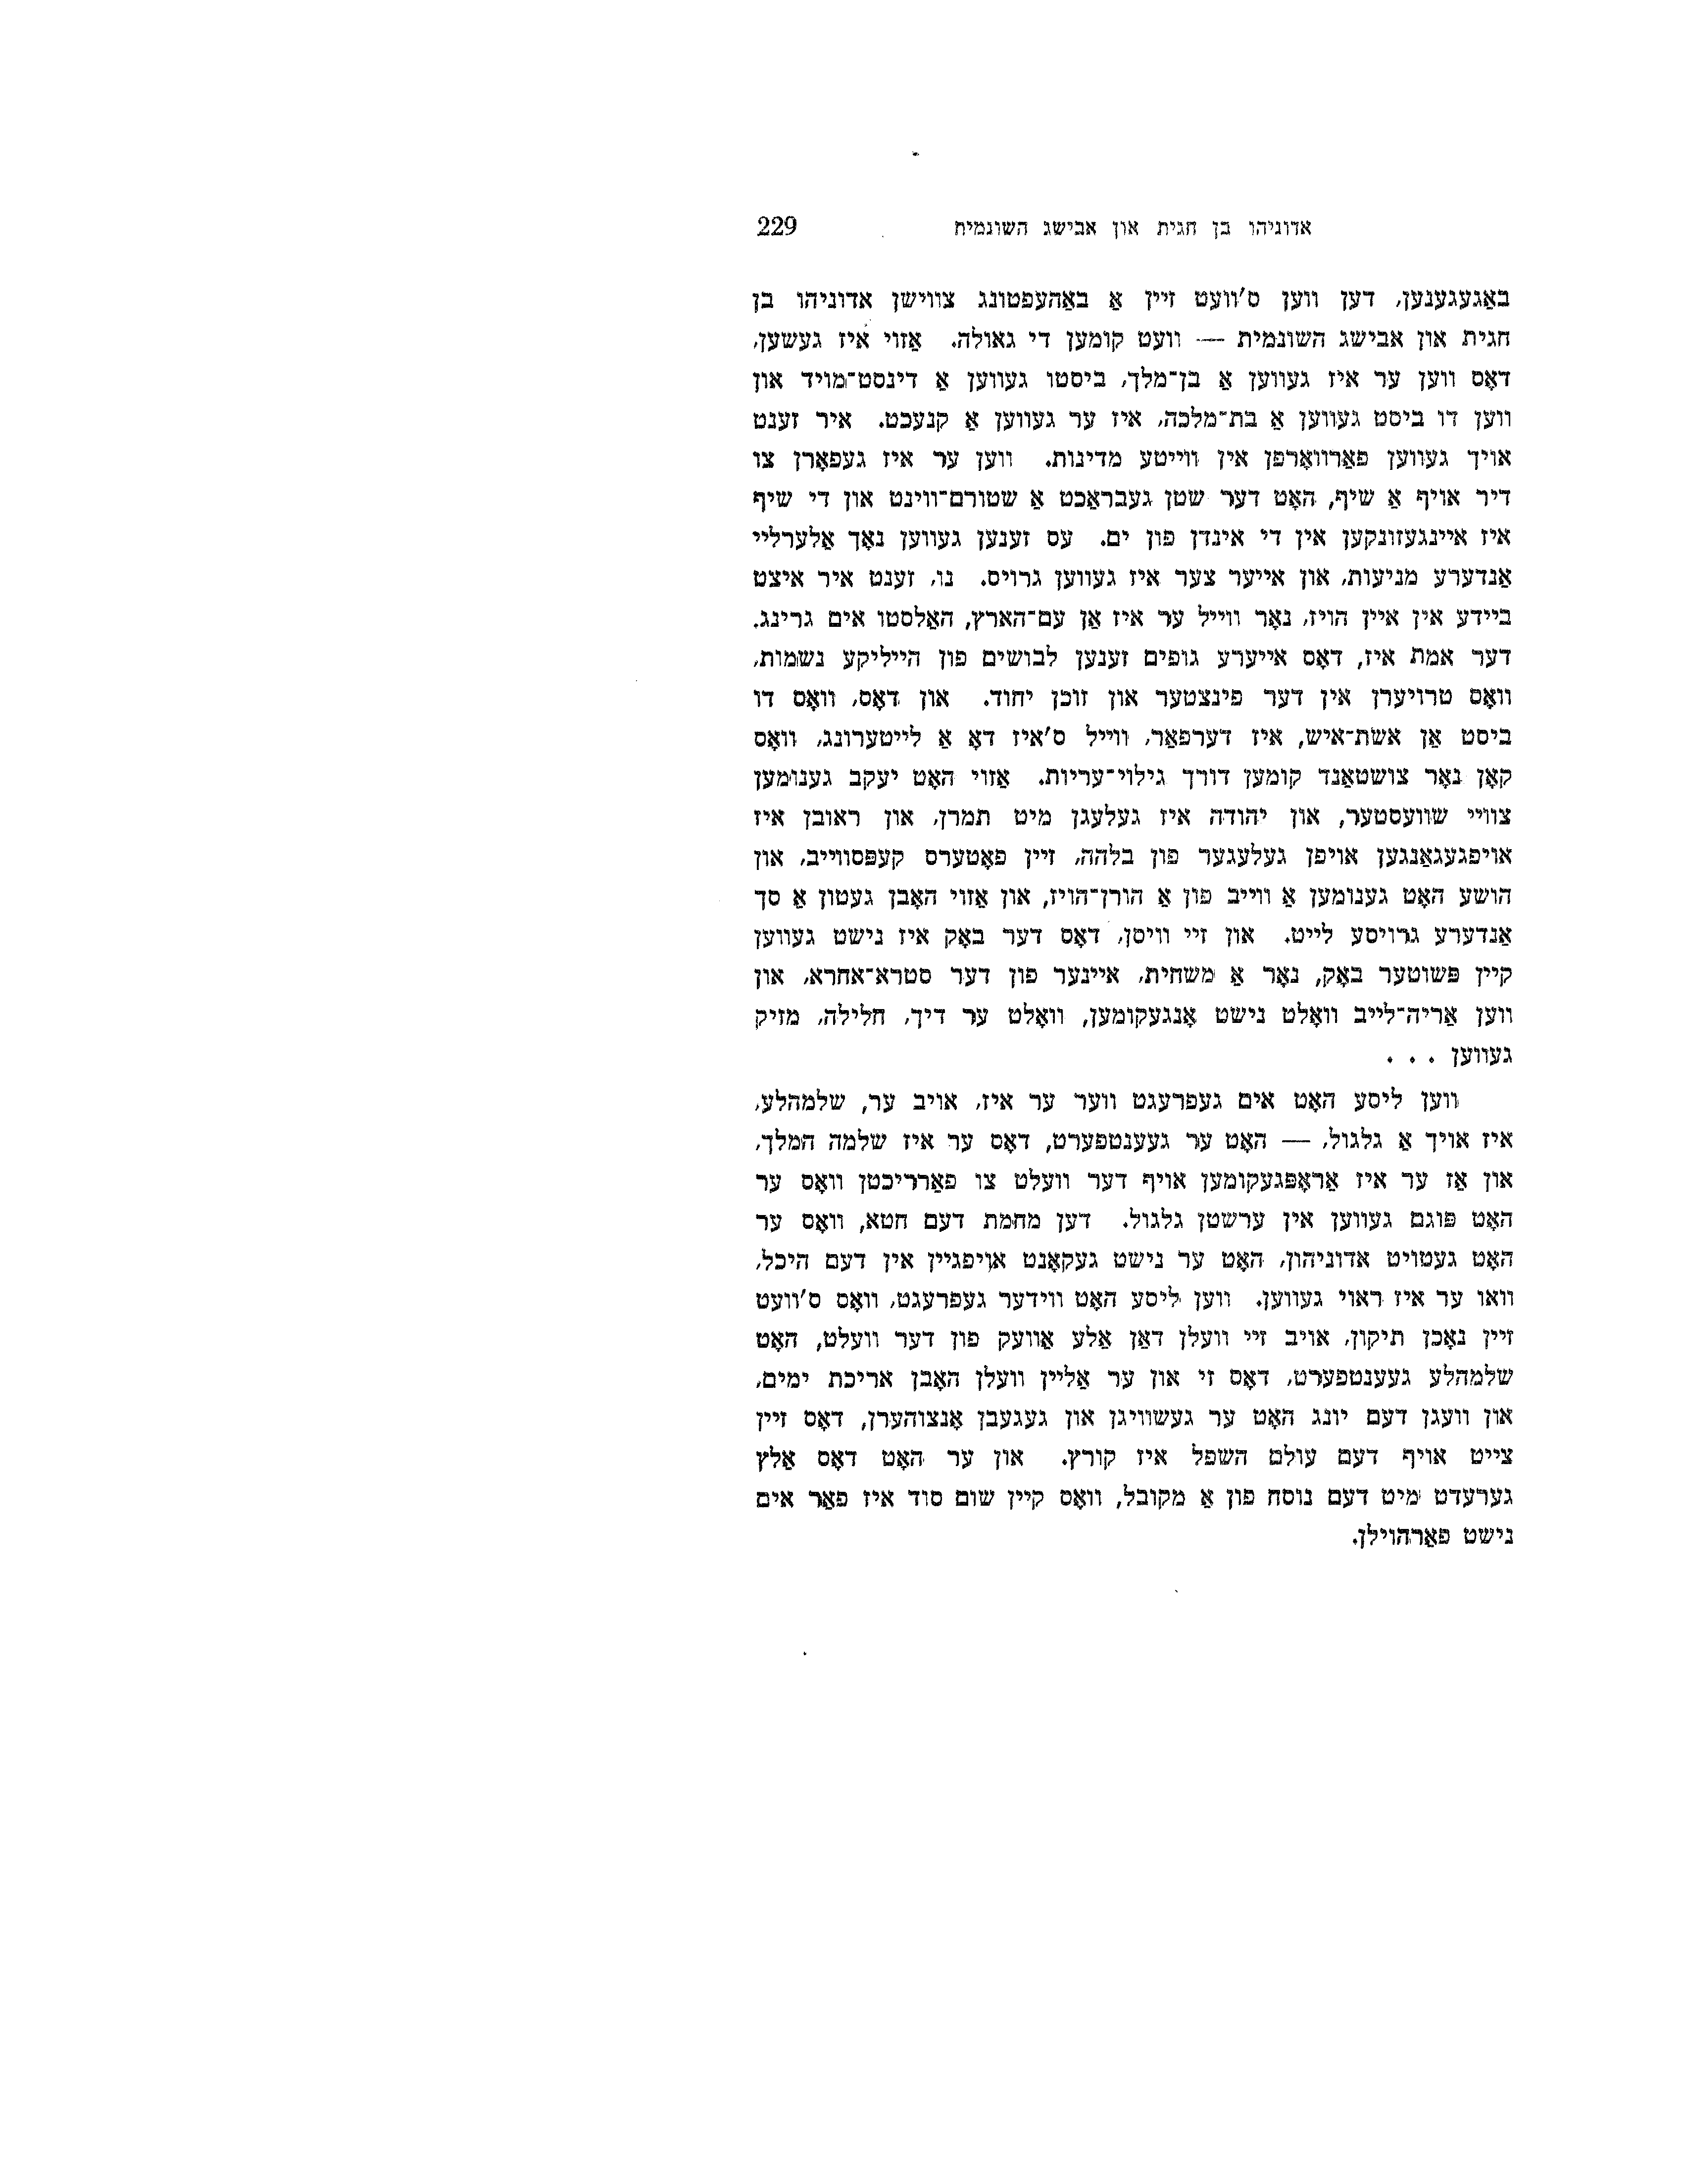 אדוניהו בן חגית און אבישג השונמית 229
באַגעגענען, דען ווען ס'וועט זיין אַ באַהעפטונג צווישן אדוניהו בן
חגית און אבישג השונמית — וועט קומען די גאולה. אַזוי איז געשען,
דאָס ווען ער איז געווען אַ בן־מלך, ביסטו געווען אַ דינסט־מויד און
ווען דו ביסט געווען אַ בת־מלכה, איז ער געווען אַ קנעכט. איר זענט
אויך געווען פאַרוואָרפן אין ווייטע מדינות. ווען ער איז געפאָרן צו
דיר אויף אַ שיף, האָט דער שטן געבראַכט אַ שטורם־ווינט און די שיף
איז איינגעזונקען אין די אינדן פון ים. עס זענען געווען נאָך אַלערליי
אַנדערע מניעות, און אייער צער איז געווען גרויס. נו, זענט איר איצט
ביידע אין איין הויז, נאָר ווייל ער איז אַן עם־הארץ, האַלסטו אים גרינג.
דער אמת איז, דאָס אייערע גופים זענען לבושים פון הייליקע נשמות,
וואָס טרויערן אין דער פינצטער און זוכן יחוד. און דאָס, וואָס דו
ביסט אַן אשת־איש, איז דערפאַר, ווייל ס'איז דאָ אַ לייטערונג, וואָס
קאָן נאָר צושטאַנד קומען דורך גילוי־עריות. אַזוי האָט יעקב גענומען
צוויי שוועסטער, און יהודה איז געלעגן מיט תמרן, און ראובן איז
אויפגעגאַנגען אויפן געלעגער פון בלהה, זיין פאָטערס קעפּסווייב, און
הושע האָט גענומען אַ ווייב פון אַ הורן־הויז, און אַזוי האָבן געטון אַ סך
אַנדערע גרויסע לייט. און זיי וויסן, דאָס דער באָק איז נישט געווען
קיין פשוטער באָק, נאָר אַ משחית, איינער פון דער סטרא־אחרא, און
ווען אַריה־לייב וואָלט נישט אָנגעקומען, וואָלט ער דיך, חלילה, מזיק
געווען . . .
ווען ליסע האָט אים געפרעגט ווער ער איז, אויב ער, שלמהלע,
איז אויך אַ גלגול, — האָט ער געענטפערט, דאָס ער איז שלמה המלך,
און אַז ער איז אַראָפּגעקומען אויף דער וועלט צו פאַרריכטן וואָס ער
האָט פוגם געווען אין ערשטן גלגול. דען מחמת דעם חטא, וואָס ער
האָט געטויט אדוניהון, האָט ער נישט געקאָנט אויפגיין אין דעם היכל,
וואו ער איז ראוי געווען. ווען ליסע האָט ווידער געפרעגט, וואָס ס'וועט
זיין נאָכן תיקון, אויב זיי וועלן דאַן אַלע אַוועק פון דער וועלט, האָט
שלמהלע געענטפערט, דאָס זי און ער אַליין וועלן האָבן אריכת ימים,
און וועגן דעם יונג האָט ער געשוויגן און געגעבן אָנצוהערן, דאָס זיין
צייט אויף דעם עולם השפל איז קורץ. און ער האָט דאָס אַלץ
גערעדט מיט דעם נוסח פון אַ מקובל, וואָס קיין שום סוד איז פאַר אים
נישט פאַרהוילן.